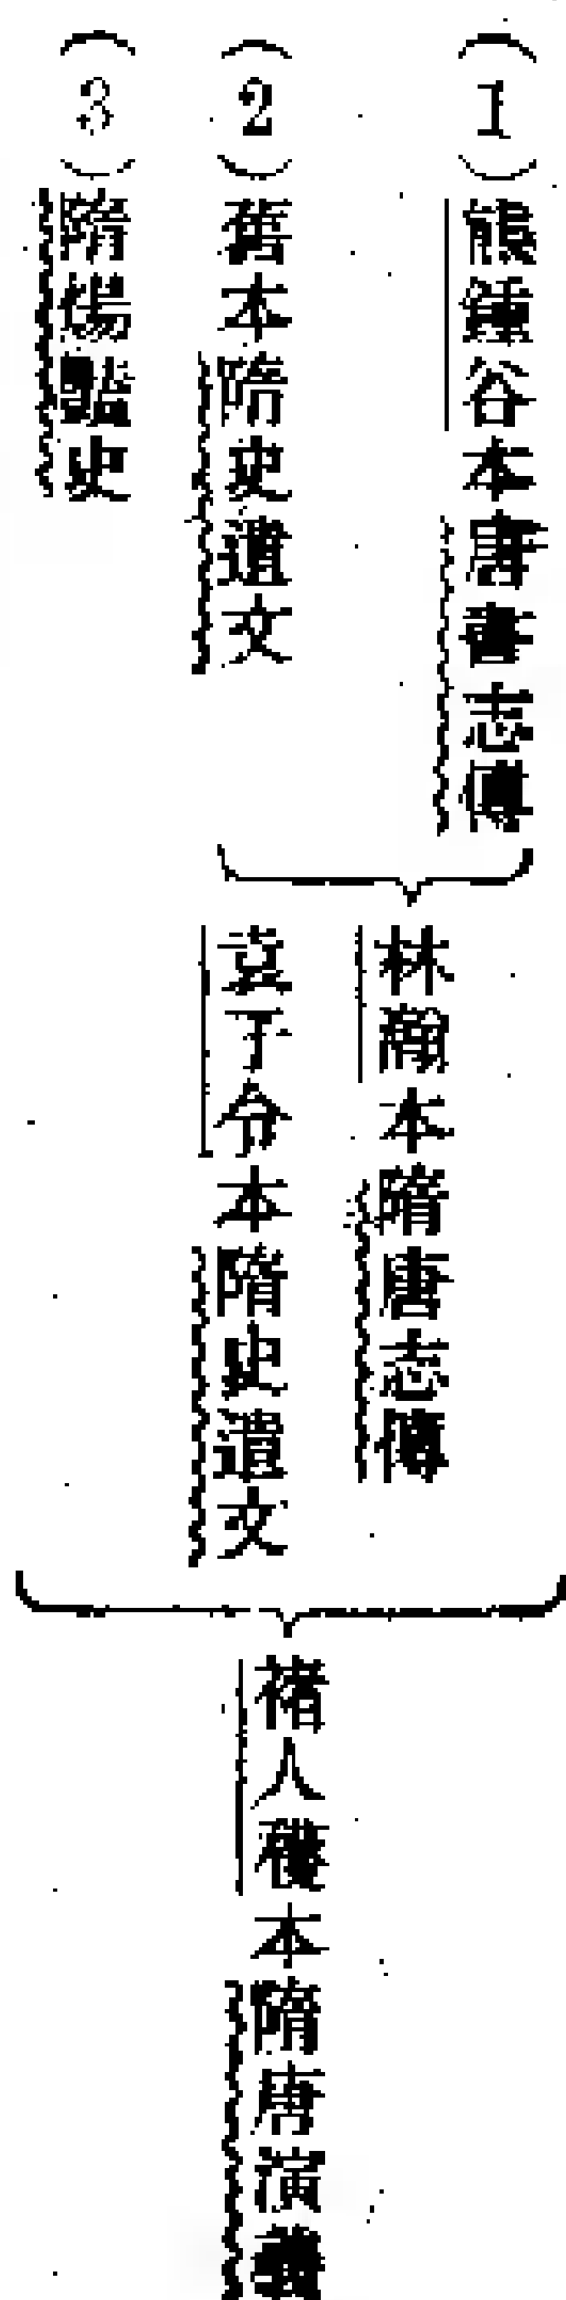 （1）熊鍾谷本唐書志傳
（2）舊本隋史遺文
（3）隋煬豔史
林瀚本隋唐志傳
袁于令本隋史遺文
褚人穫本隋唐演義